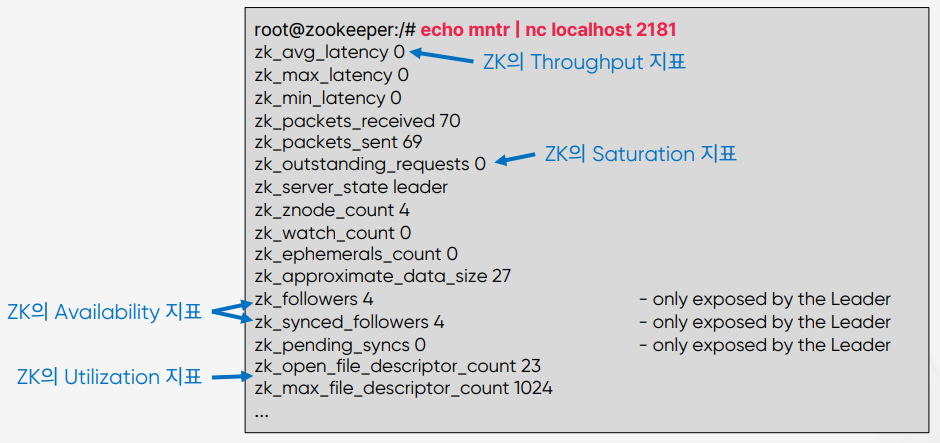 root@zookeeper:/# echo mntr | nc localhost 2181
zk_avg_latency 0
ZK의 Throughput 지표
zk_max_latency 0
zk_min_latency 0
zk_packets_received 70
zk_packets_sent 69
zk_outstanding_requests 0
ZK의 Saturation 지표
zk_server_state leader
zk_znode_count 4
zk_watch_count 0
zk_ephemerals_count 0
zk_approximate_data_size 27
ZK의 Availability 지표
zk_followers 4 - only exposed by the Leader
zk_synced_followers 4 - only exposed by the Leader
zk_pending_syncs 0 - only exposed by the Leader
ZK의 Utilization 지표
zk_open_file_descriptor_count 23
zk_max_file_descriptor_count 1024
...